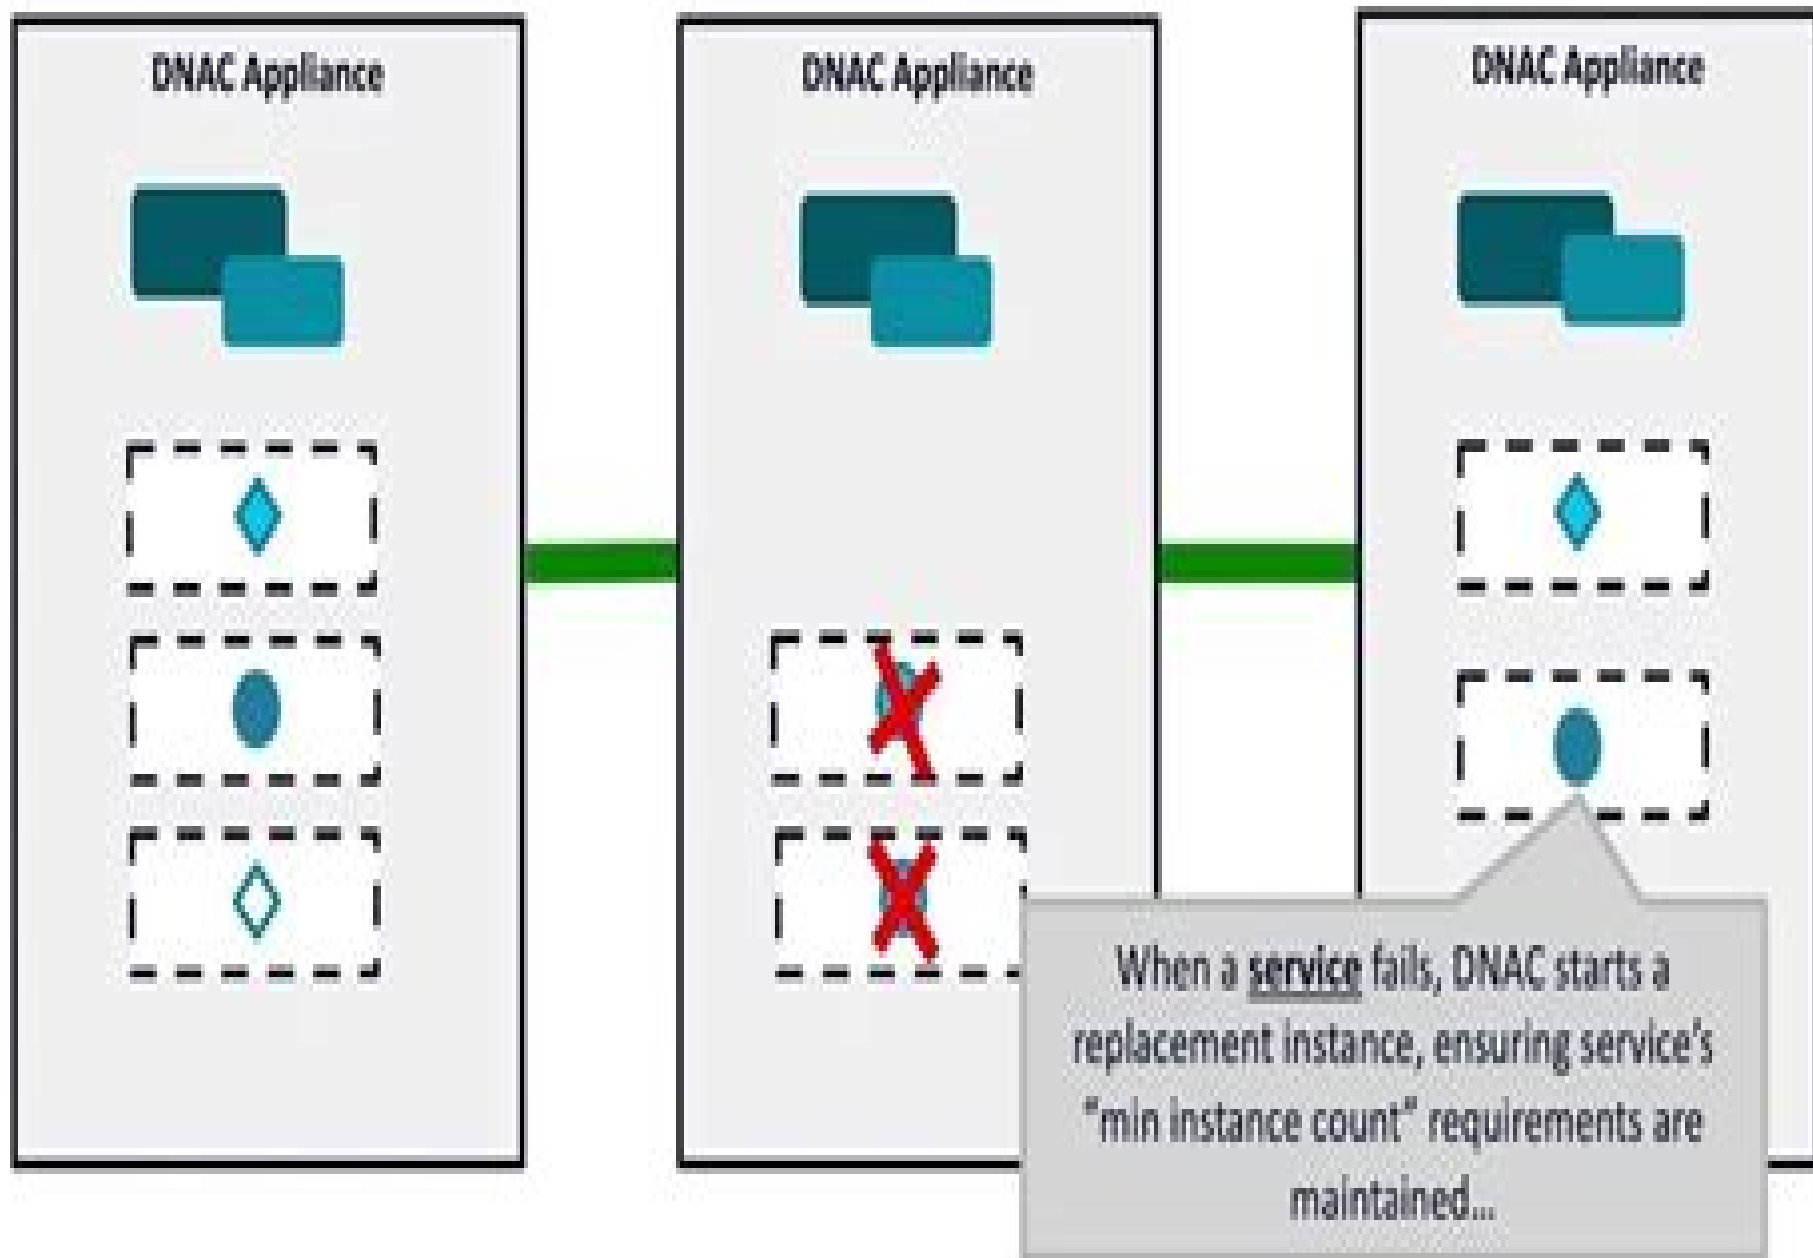 DNAC Appliance
DNAC Appliance
DNAC Appliance
When a service fails, DNAC starts a
replacement instance, ensuring service's
"min instance count" requirements are
maintained...